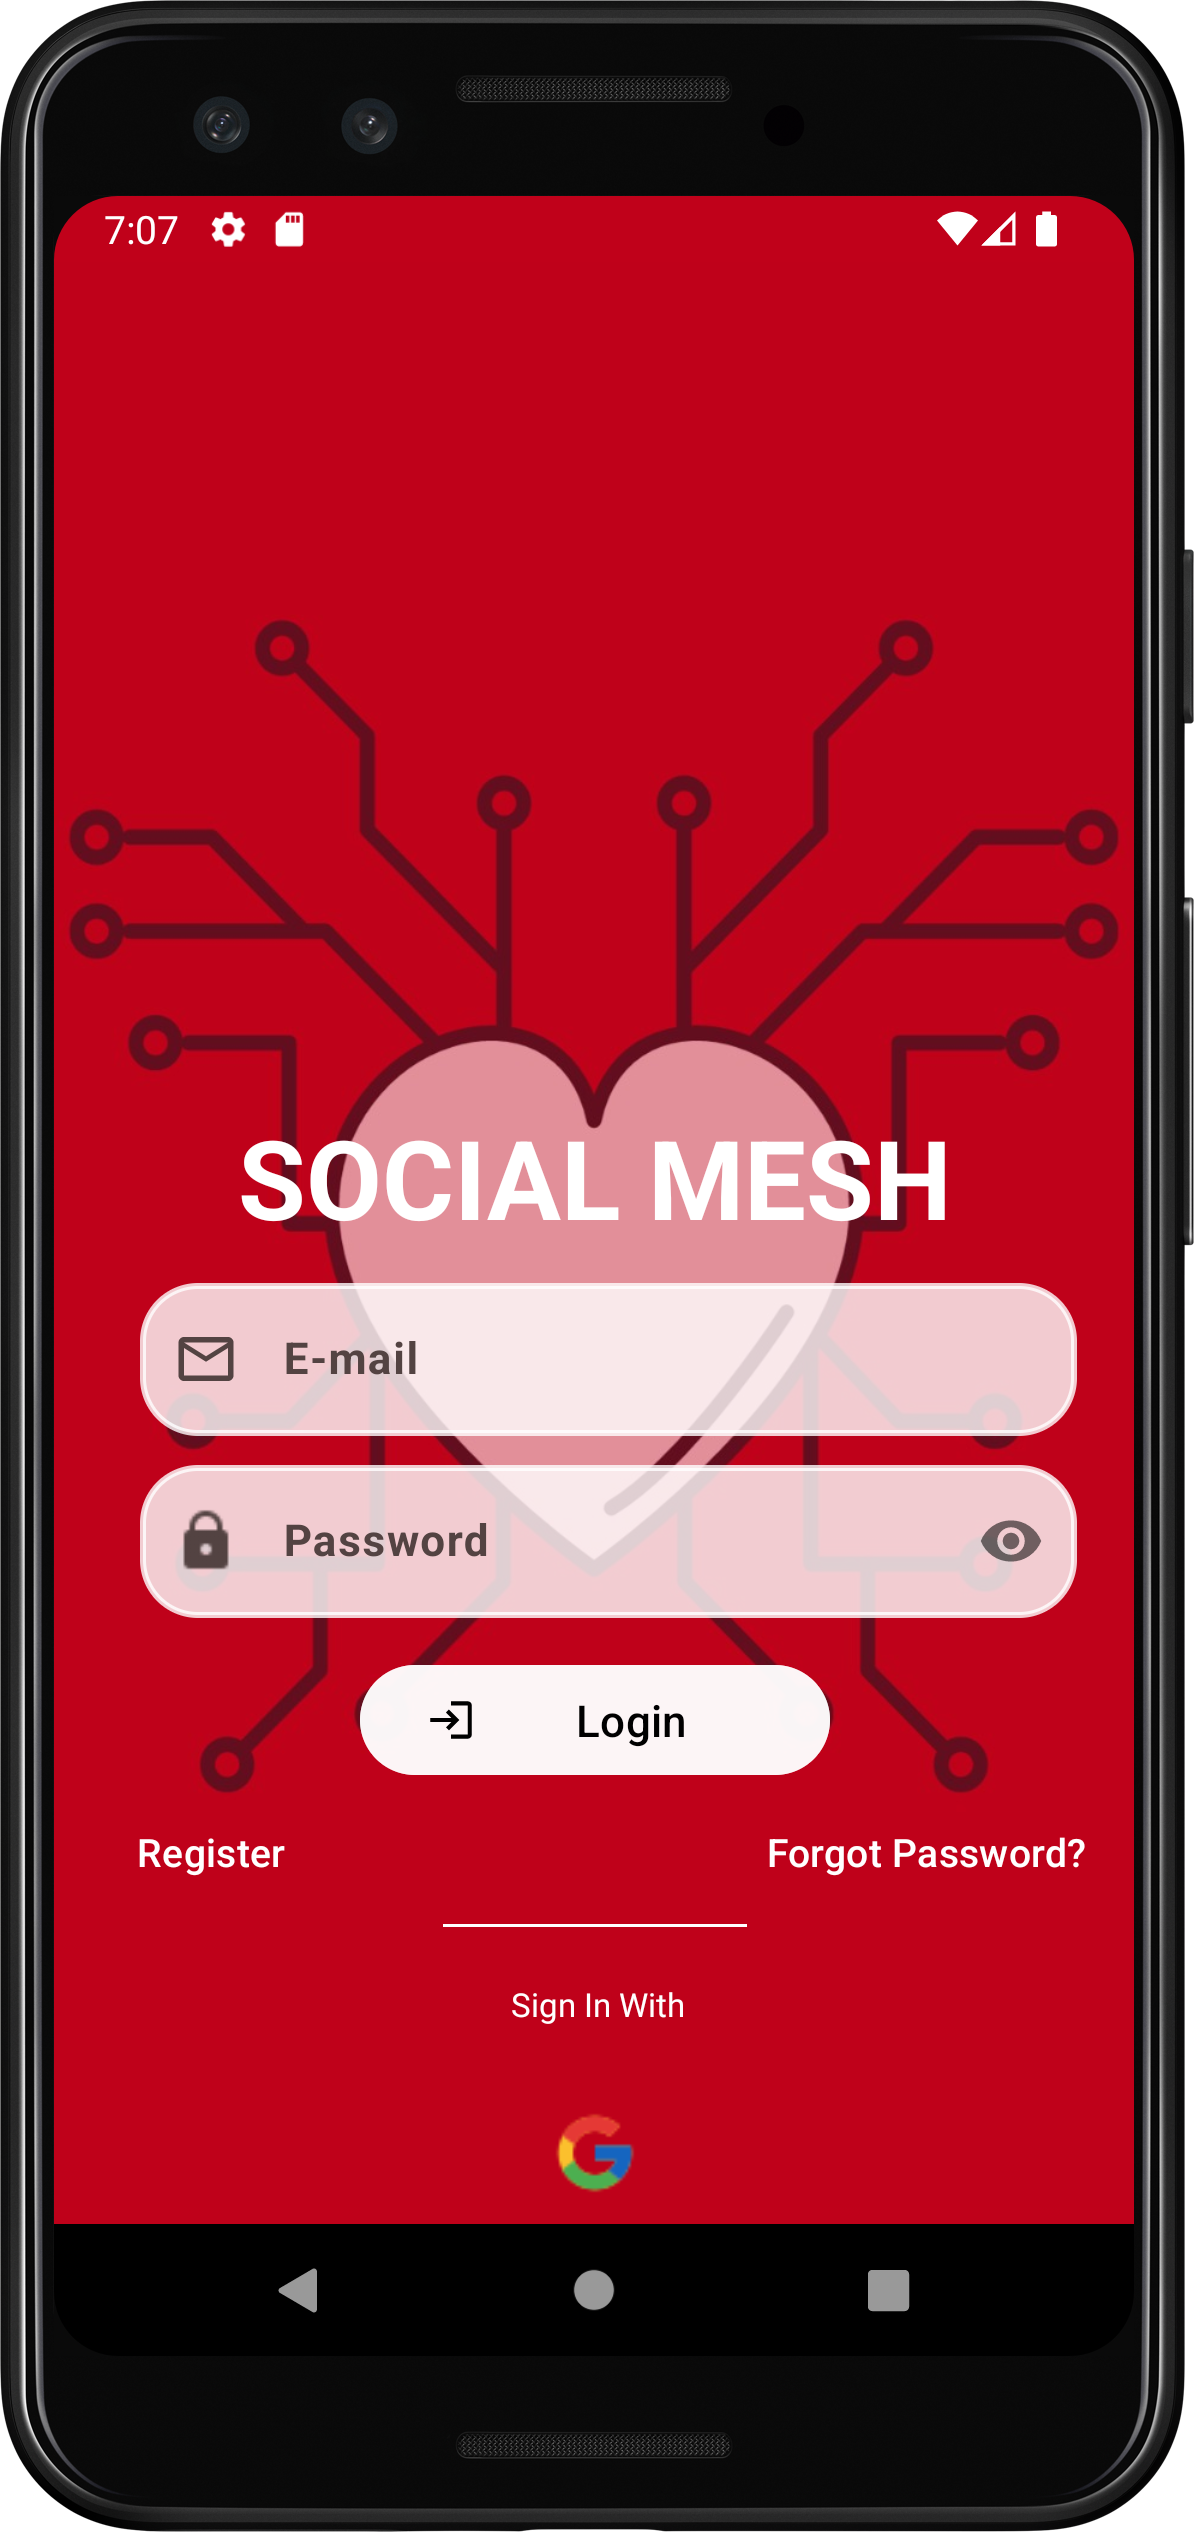 7:07
SOCIAL MESH
E-mail
Password
Login
Register
Forgot Password?
Sign In With